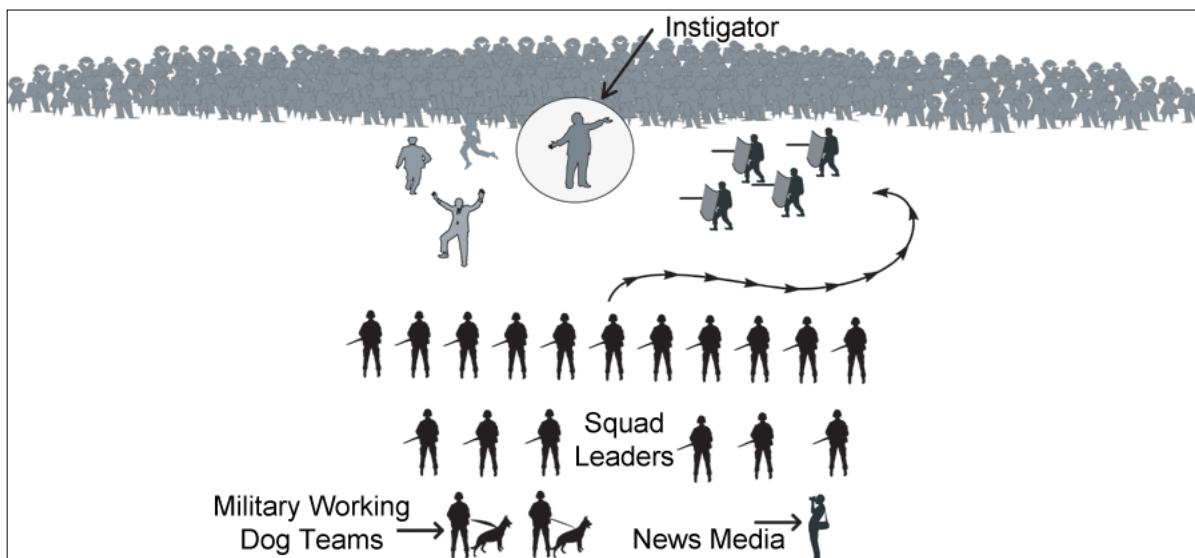 Instigator
Squad
Leaders
Military Working
Dog Teams
News Media